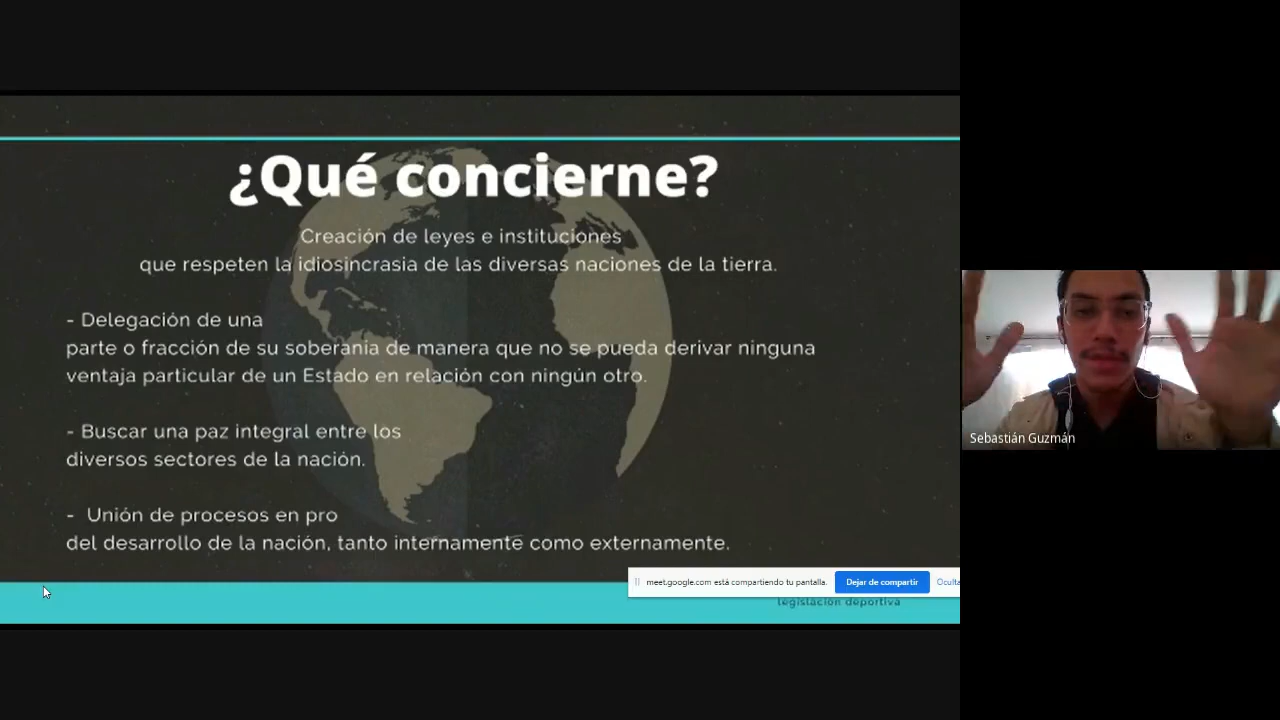 ¿Qué concierne?
Creación de leyes e instituciones
que respeten la idiosincrasia de las diversas naciones de la tierra.
- Delegación de una
parte o fracción de su soberanía de manera que no se pueda derivar ninguna
ventaja particular de un Estado en relación con ningún otro.
- Buscar una paz integral entre los
diversos sectores de la nación.
- Unión de procesos en pro
del desarrollo de la nación, tanto internamente como externamente.
meet.google.com está compartiendo tu pantalla.
Dejar de compartir
Oculta
legislación deportiva
Sebastián Guzmán